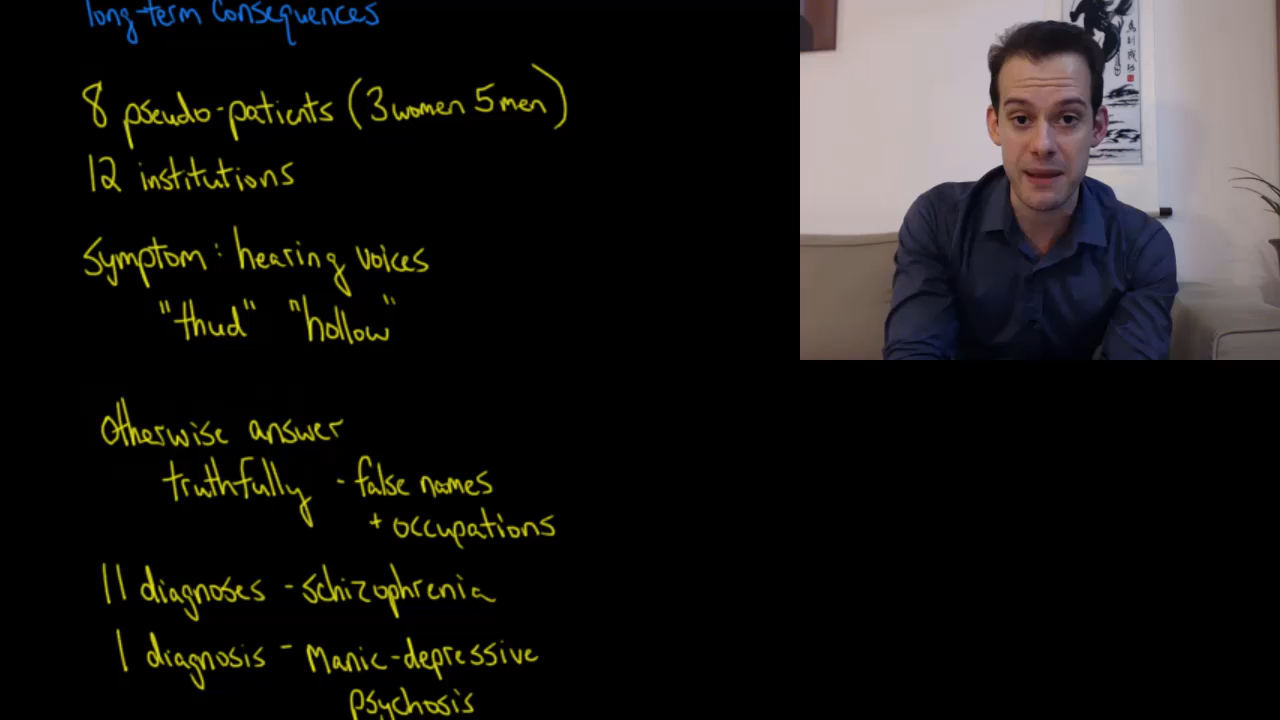 long-term consequences
8 pseudo-patients (3 women 5 men)
12 institutions
symptom: hearing voices
"thud" "hollow"
Otherwise answer
truthfully - false names
+ occupations
11 diagnoses - schizophrenia
1 diagnosis - Manic-depressive
psychosis